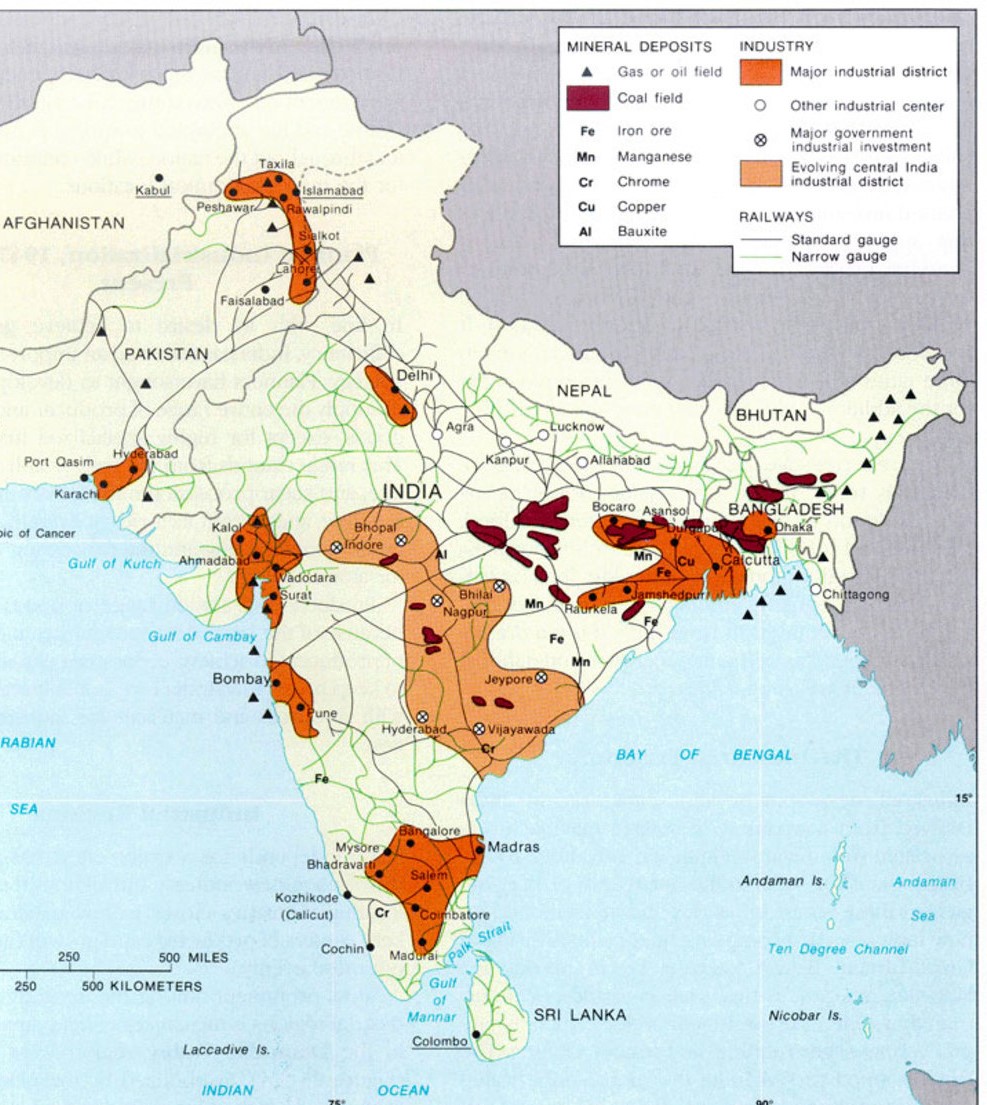 MINERAL DEPOSITS
Gas or oil field
Coal field
Fe Iron ore
Mn Manganese
Cr Chrome
Cu Copper
Al Bauxite
INDUSTRY
Major industrial district
Other industrial center
Major government
industrial investment
Evolving central India
industrial district
RAILWAYS
Standard gauge
Narrow gauge
Taxila
Kabul
Islamabad
Peshawar
Rawalpindi
AFGHANISTAN
Sialkot
Lahore
Faisalabad
PAKISTAN
Delhi
NEPAL
BHUTAN
Agra
Lucknow
Kanpur
Allahabad
Port Qasim
Hyderabad
Karachi
INDIA
Bocaro
Asansol
BANGLADESH
Durgapur
Dhaka
Kalol
Bhopal
Indore
Al
Mn
Cu
Fe
Calcutta
ic of Cancer
Gulf of Kutch
Ahmadabad
Vadodara
Surat
Bhilai
Nagpur
Mn
Raurkela
Jamshedpur
Fe
Chittagong
Gulf of Cambay
Fe
Mn
Bombay
Jeypore
Pune
Hyderabad
Vijayawada
Cr
RABIAN
SEA
BAY OF BENGAL
Fe
15°
Bangalore
Mysore
Madras
Bhadravarti
Salem
Kozhikode
(Calicut)
Cr
Coimbatore
Cochin
Madurai
Palk Strait
Andaman Is.
Andaman
Sea
Ten Degree Channel
250 500 MILES
250 500 KILOMETERS
Gulf
of
Mannar
SRI LANKA
Nicobar Is.
Colombo
Laccadive Is.
INDIAN OCEAN
75°
90°